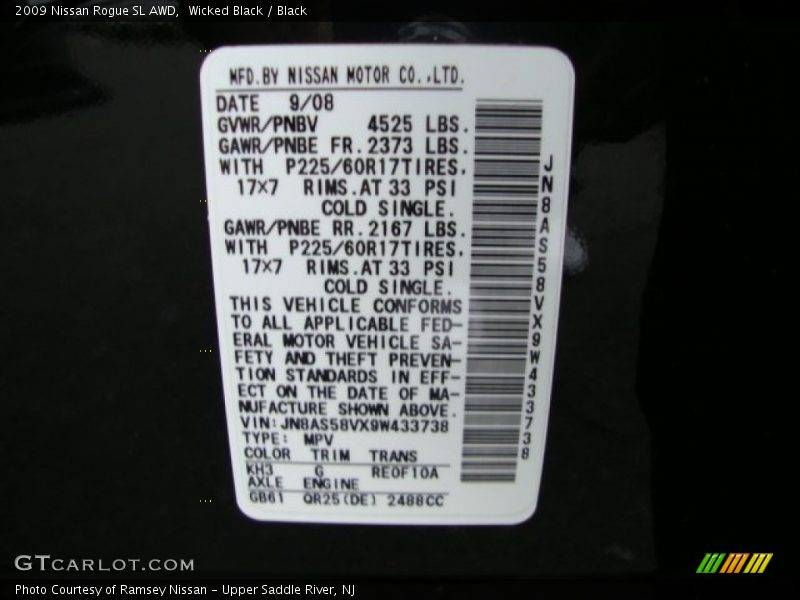 2009 Nissan Rogue SL AWD,  Wicked Black / Black
MFD.BY NISSAN MOTOR CO.,LTD.
DATE 9/08
GVWR/PNBV 4525 LBS.
GAWR/PNBE FR. 2373 LBS.
WITH P225/60R17TIRES,
17×7 RIMS.AT 33 PSI
COLD SINGLE.
GAWR/PNBE RR. 2167 LBS.
WITH P225/60R17TIRES,
17×7 RIMS.AT 33 PSI
COLD SINGLE.
THIS VEHICLE CONFORMS
TO ALL APPLICABLE FED-
ERAL MOTOR VEHICLE SA-
FETY AND THEFT PREVEN-
TION STANDARDS IN EFF-
ECT ON THE DATE OF MA-
NUFACTURE SHOWN ABOVE.
VIN:JN8AS58VX9W433738
TYPE: MPV
COLOR TRIM TRANS
KH3 G RE0F10A
AXLE ENGINE
GB61 QR25(DE) 2488CC
JN8AS58VX9W433738
GTCARLOT.COM
Photo Courtesy of Ramsey Nissan - Upper Saddle River, NJ